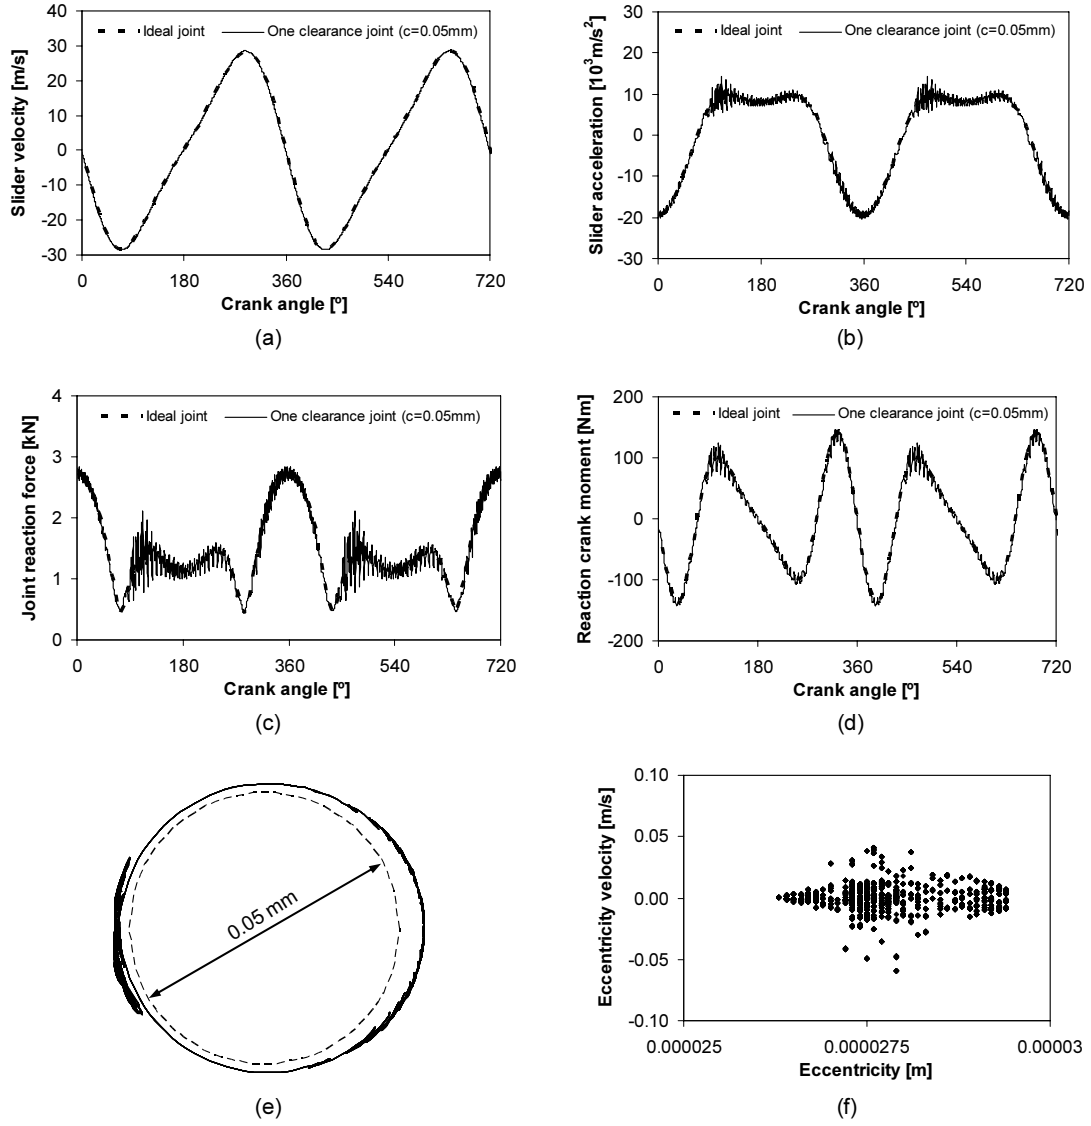 Slider velocity [m/s]
40
30
20
10
0
-10
-20
-30
Ideal joint One clearance joint (c=0.05mm)
0 180 360 540 720
Crank angle [º]
(a)
Slider acceleration [10³m/s²]
30
20
10
0
-10
-20
-30
Ideal joint One clearance joint (c=0.05mm)
0 180 360 540 720
Crank angle [º]
(b)
Joint reaction force [kN]
4
3
2
1
0
Ideal joint One clearance joint (c=0.05mm)
0 180 360 540 720
Crank angle [º]
(c)
Reaction crank moment [Nm]
200
100
0
-100
-200
Ideal joint One clearance joint (c=0.05mm)
0 180 360 540 720
Crank angle [º]
(d)
0.05 mm
(e)
Eccentricity velocity [m/s]
0.10
0.05
0.00
-0.05
-0.10
0.000025 0.0000275 0.00003
Eccentricity [m]
(f)